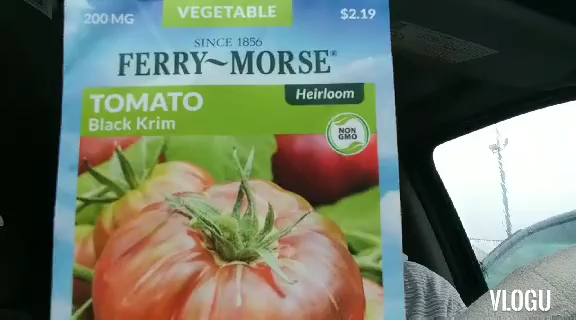 VEGETABLE
200 MG
$2.19
SINCE 1856
FERRY~MORSE®
Heirloom
TOMATO
Black Krim
NON
GMO
VLOGU